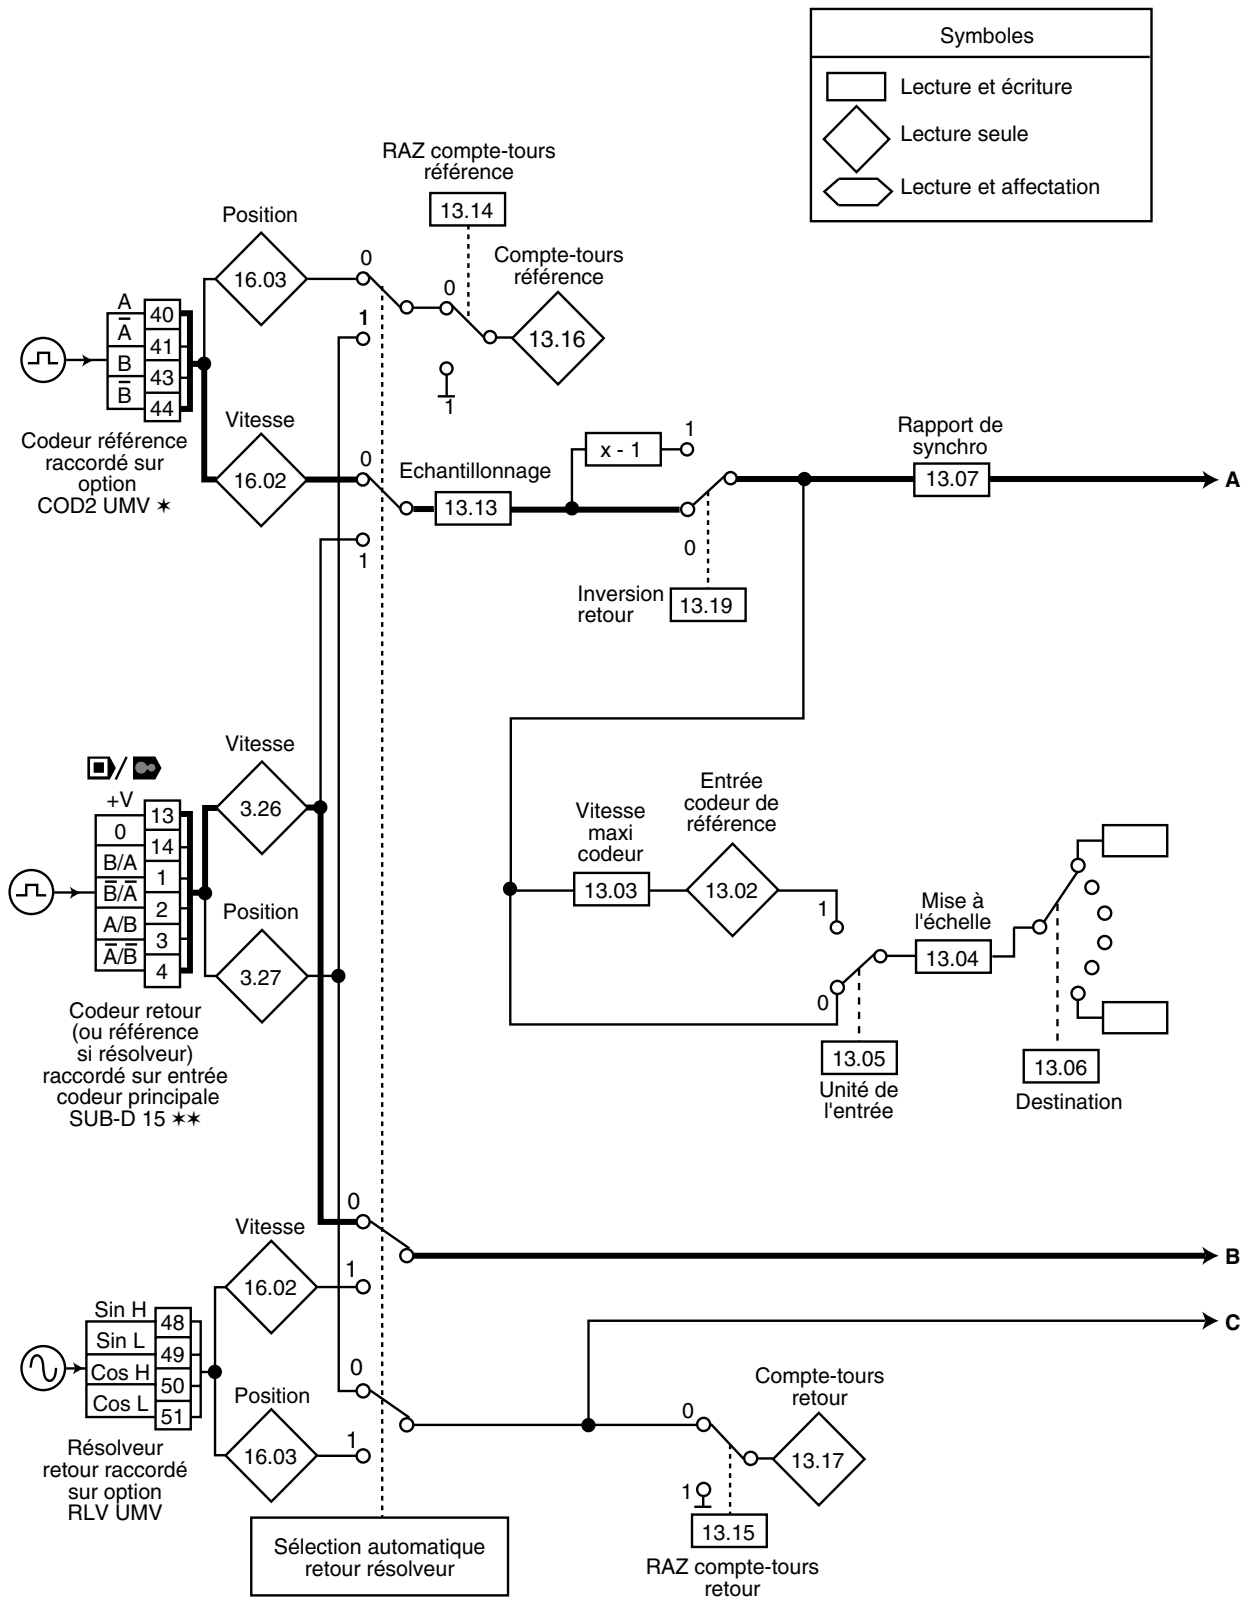 Symboles
Lecture et écriture
Lecture seule
Lecture et affectation
RAZ compte-tours
référence
13.14
Position
16.03
0
1
0
1
Compte-tours
référence
13.16
A
A̅
B
B̅
40
41
43
44
Codeur référence
raccordé sur
option
COD2 UMV ✶
Vitesse
16.02
0
1
Echantillonnage
13.13
x - 1
1
0
Inversion
retour
13.19
Rapport de
synchro
13.07
A
Vitesse
3.26
+V
0
B/A
B̅/A̅
A/B
A̅/B̅
13
14
1
2
3
4
Position
3.27
Codeur retour
(ou référence
si résolveur)
raccordé sur entrée
codeur principale
SUB-D 15 ✶✶
Vitesse
maxi
codeur
13.03
Entrée
codeur de
référence
13.02
1
0
Mise à
l'échelle
13.04
13.05
Unité de
l'entrée
13.06
Destination
0
1
B
Vitesse
16.02
Sin H
Sin L
Cos H
Cos L
48
49
50
51
Position
16.03
0
1
C
Résolveur
retour raccordé
sur option
RLV UMV
Compte-tours
retour
13.17
0
1
13.15
RAZ compte-tours
retour
Sélection automatique
retour résolveur